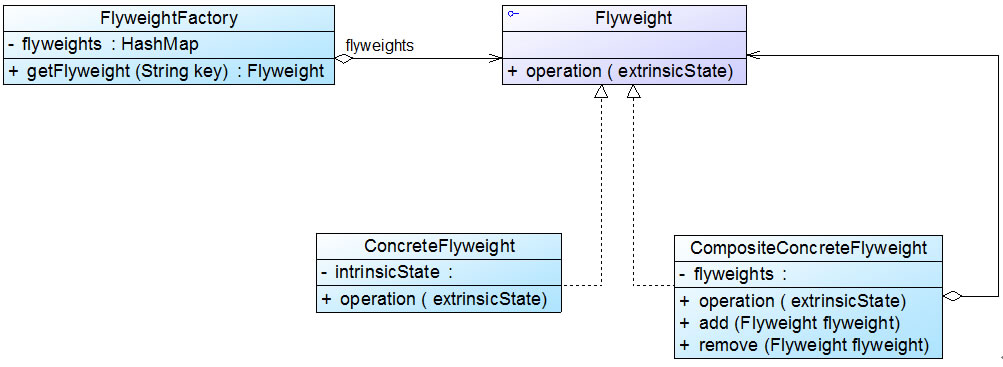 FlyweightFactory
- flyweights : HashMap
+ getFlyweight (String key) : Flyweight
flyweights
Flyweight
+ operation ( extrinsicState)
ConcreteFlyweight
- intrinsicState :
+ operation ( extrinsicState)
CompositeConcreteFlyweight
- flyweights :
+ operation ( extrinsicState)
+ add (Flyweight flyweight)
+ remove (Flyweight flyweight)